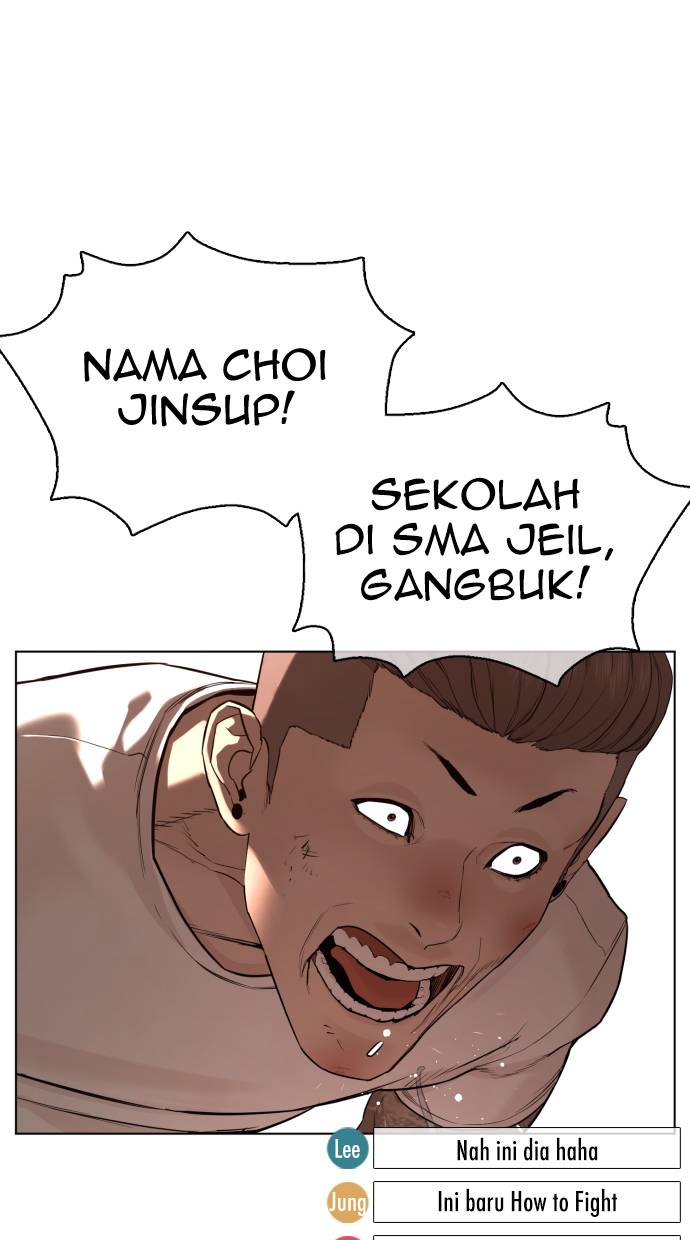 NAMA CHOI
JINSUP!
SEKOLAH
DI SMA JEIL,
GANGBUK!
Lee
Nah ini dia haha
Jung
Ini baru How to Fight